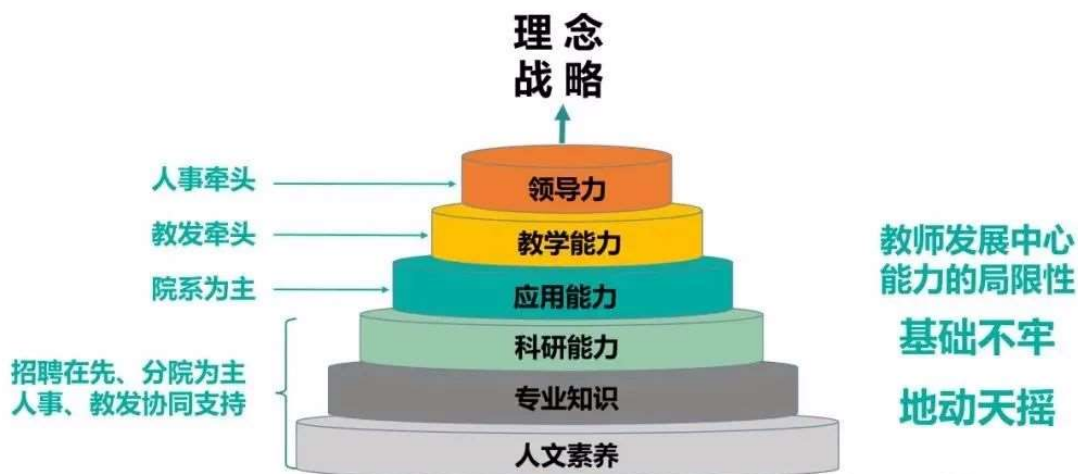 理念
战略
人事牵头
领导力
教发牵头
教学能力
教师发展中心
能力的局限性
院系为主
应用能力
基础不牢
科研能力
招聘在先、分院为主
人事、教发协同支持
专业知识
地动天摇
人文素养